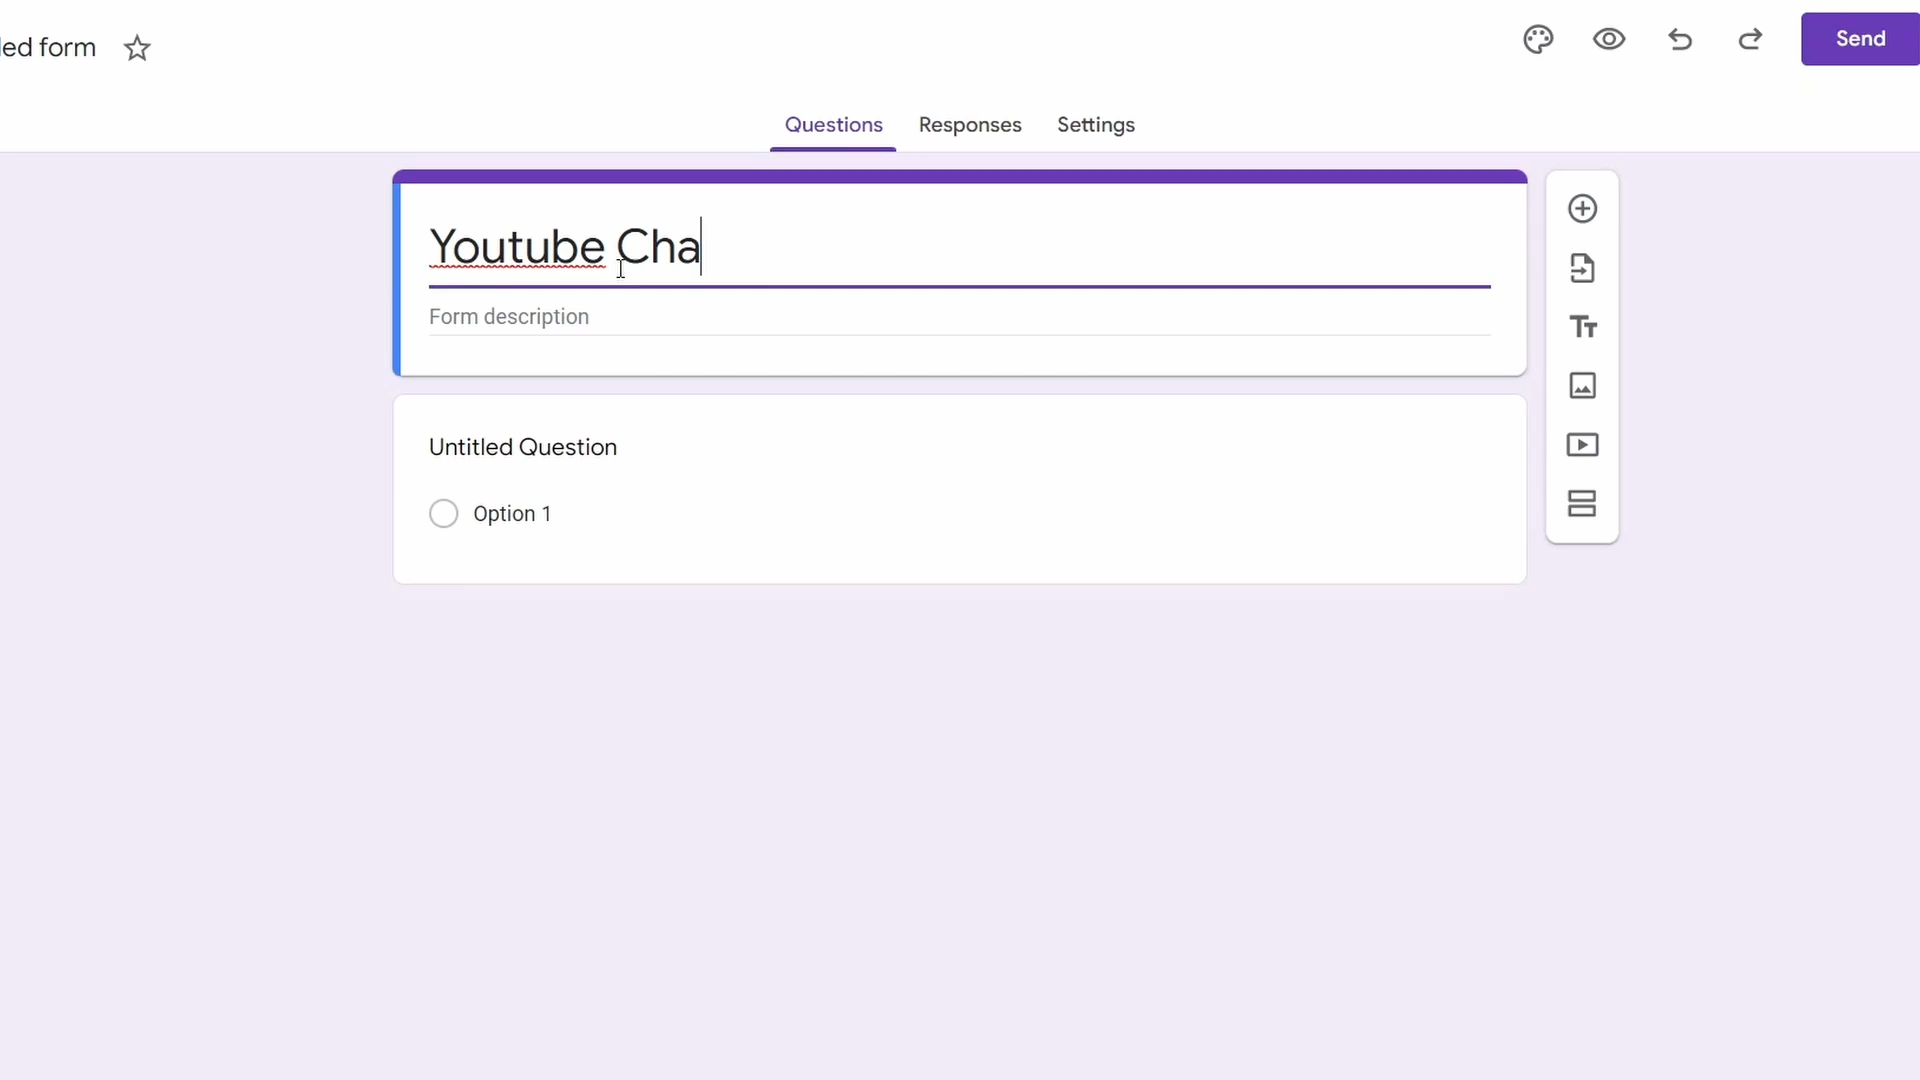 led form
Send
Questions Responses Settings
Youtube Cha
Form description
Untitled Question
Option 1